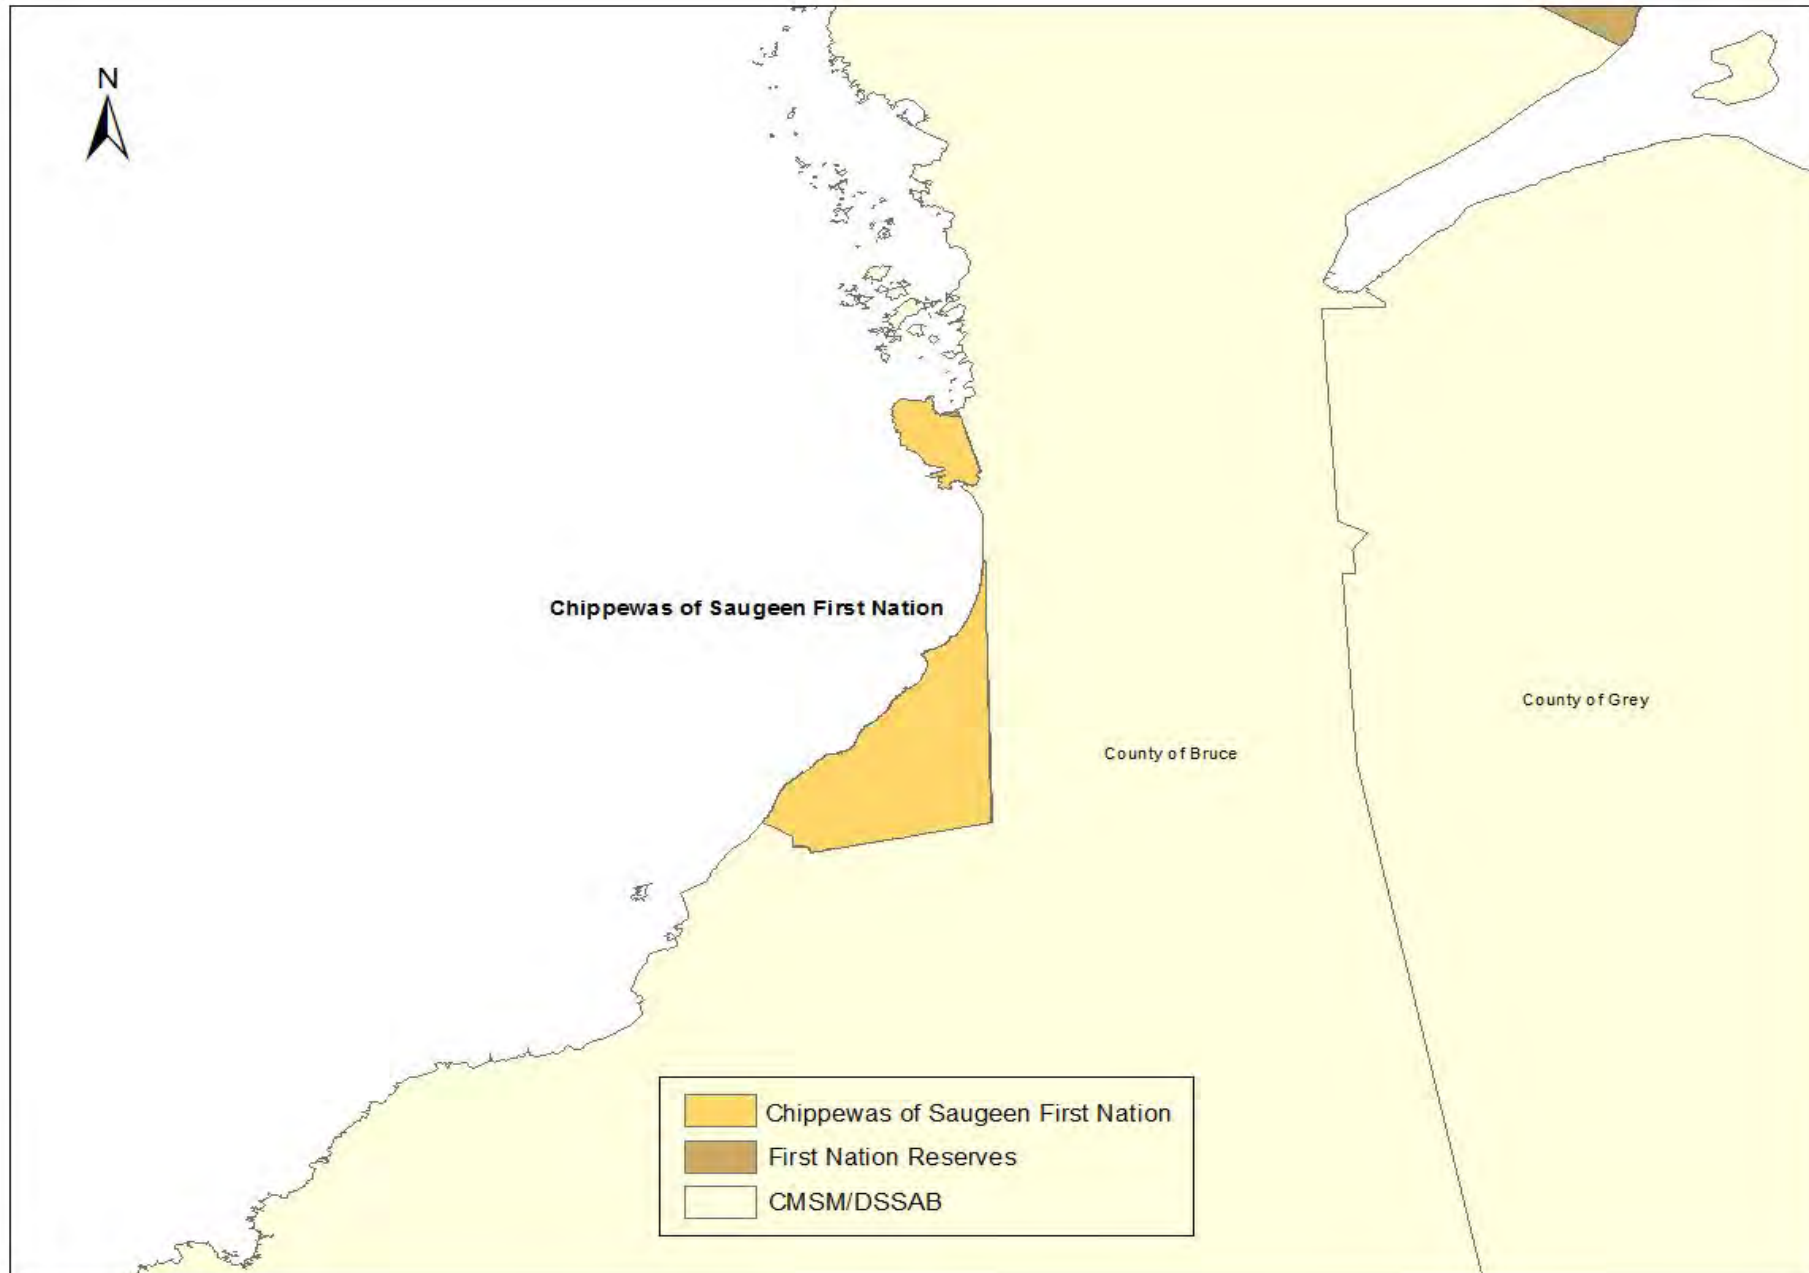 N
Chippewas of Saugeen First Nation
County of Grey
County of Bruce
Chippewas of Saugeen First Nation
First Nation Reserves
CMSM/DSSAB